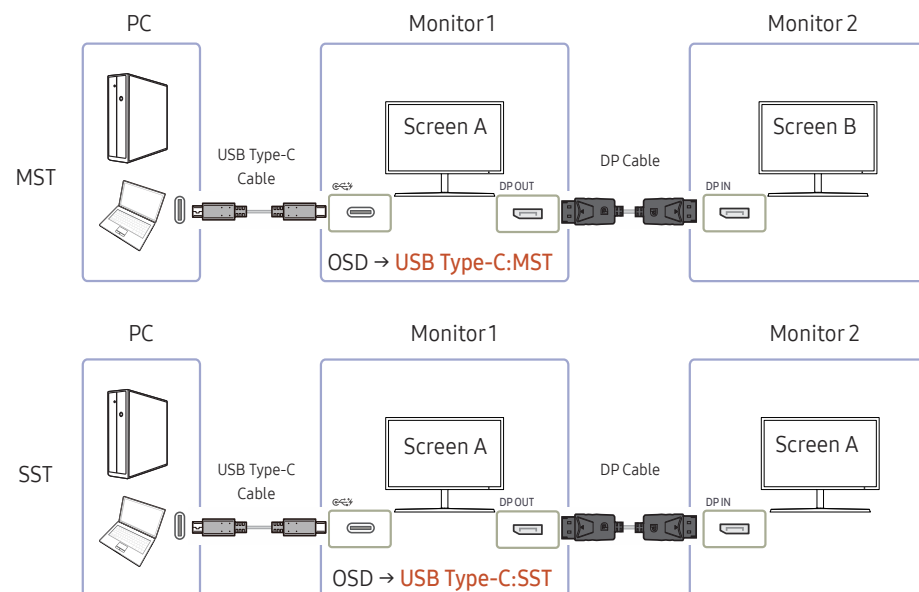 PC
Monitor 1
Monitor 2
MST
USB Type-C
Cable
Screen A
DP OUT
DP Cable
DP IN
Screen B
OSD → USB Type-C:MST
PC
Monitor 1
Monitor 2
SST
USB Type-C
Cable
Screen A
DP OUT
DP Cable
DP IN
Screen A
OSD → USB Type-C:SST